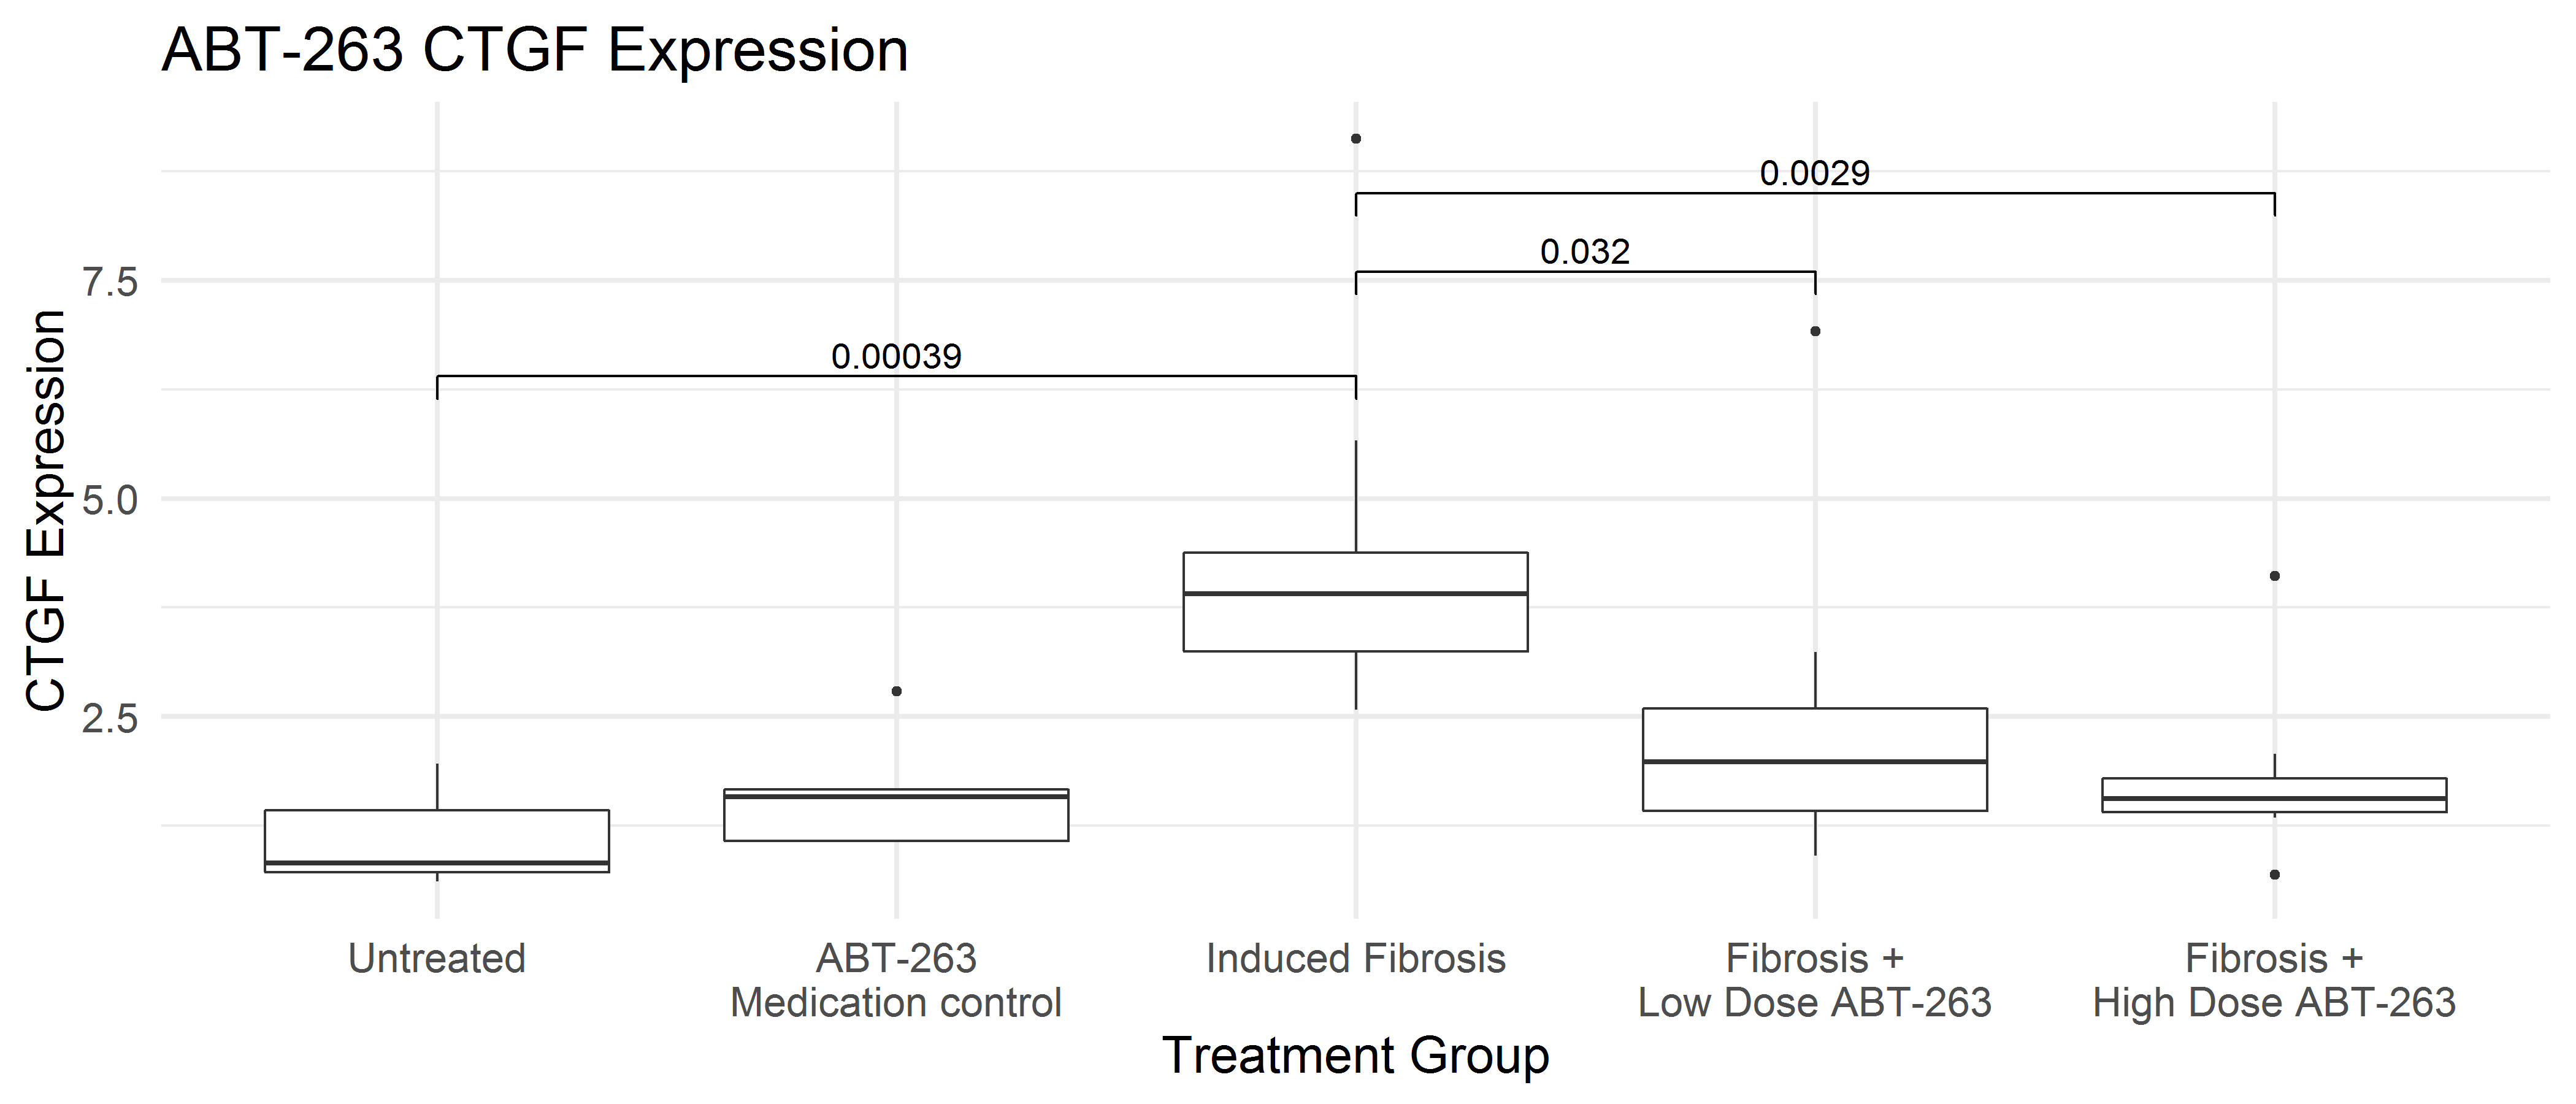 ABT-263 CTGF Expression
CTGF Expression
7.5
5.0
2.5
0.0029
0.032
0.00039
Untreated
ABT-263
Medication control
Induced Fibrosis
Fibrosis +
Low Dose ABT-263
Fibrosis +
High Dose ABT-263
Treatment Group